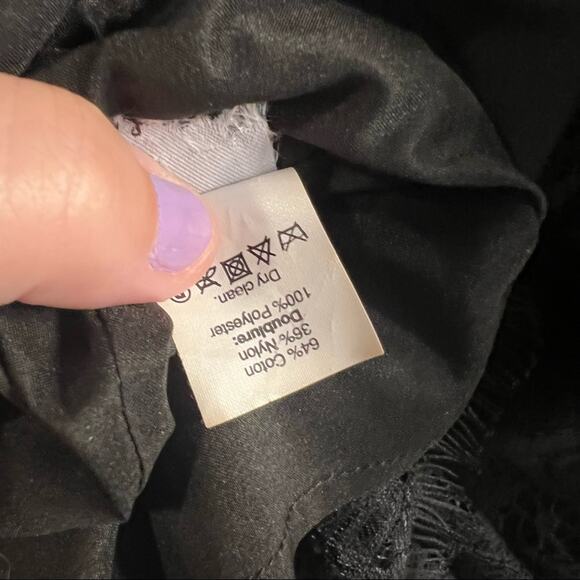 64% Coton
36% Nylon
Doublure:
100% Polyester
Dry clean.